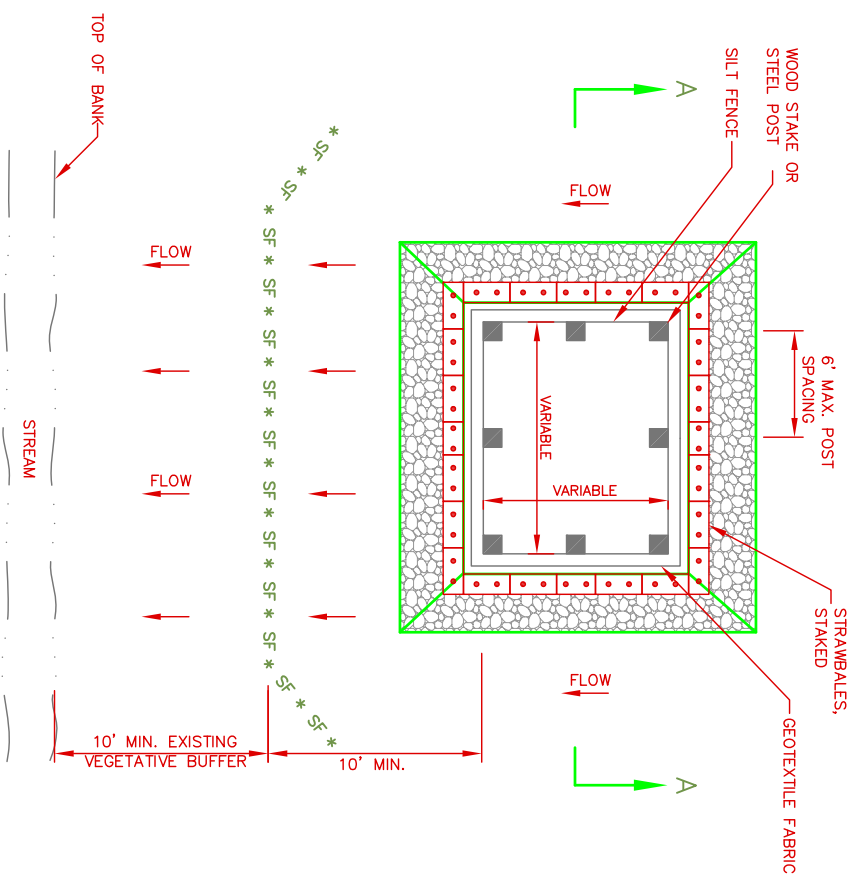 TOP OF BANK
WOOD STAKE OR
STEEL POST
SILT FENCE
A
FLOW
6' MAX. POST
SPACING
STRAWBALES,
STAKED
GEOTEXTILE FABRIC
VARIABLE
VARIABLE
FLOW
FLOW
FLOW
A
STREAM
* SF * SF * SF * SF * SF * SF * SF * SF * SF * SF * SF * SF * SF *
10' MIN. EXISTING
VEGETATIVE BUFFER
10' MIN.